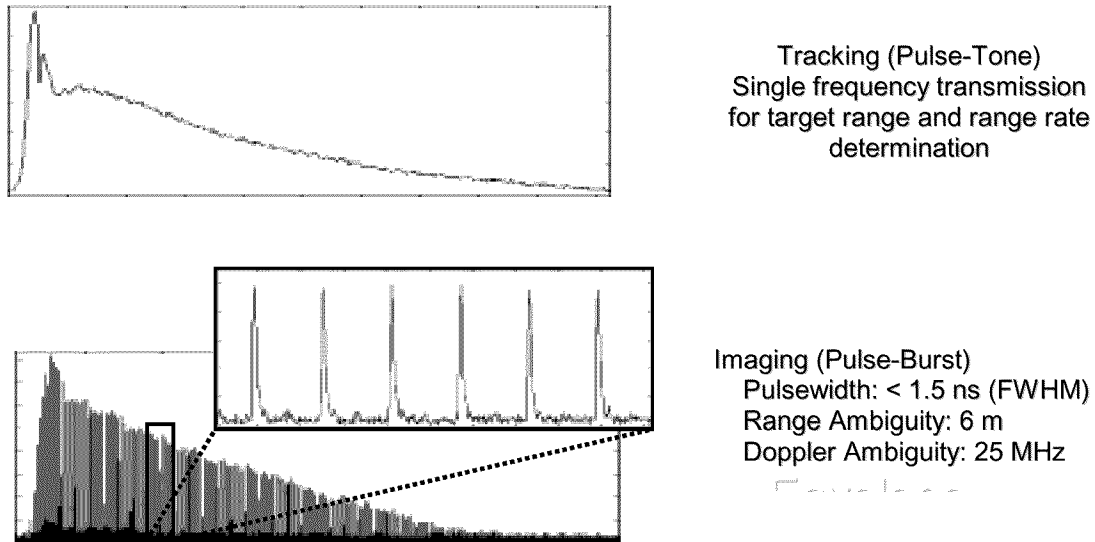 Tracking (Pulse-Tone)
Single frequency transmission
for target range and range rate
determination
Imaging (Pulse-Burst)
Pulsewidth: < 1.5 ns (FWHM)
Range Ambiguity: 6 m
Doppler Ambiguity: 25 MHz